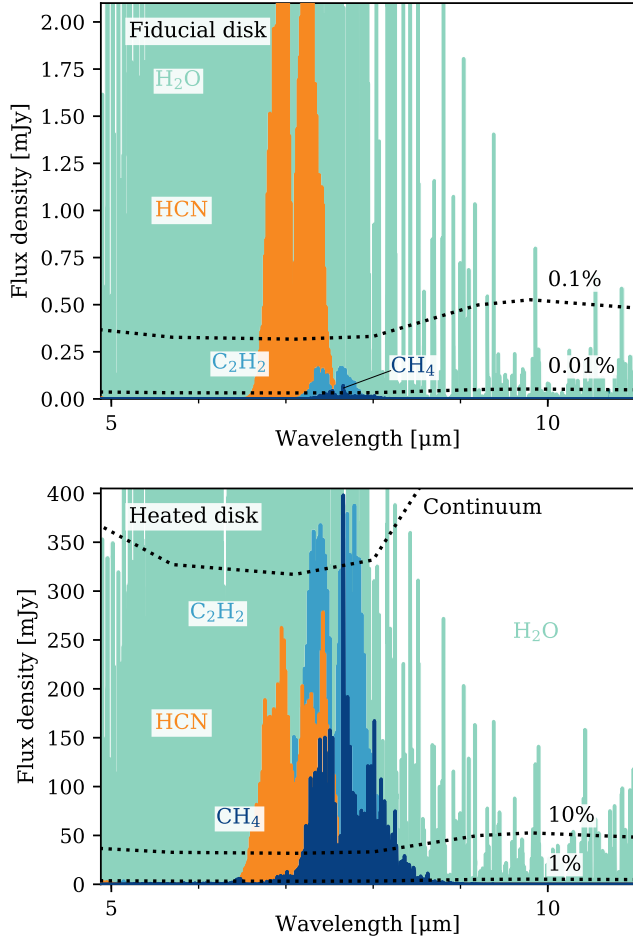 2.00
1.75
1.50
1.25
1.00
0.75
0.50
0.25
0.00
Flux density [mJy]
Fiducial disk
H₂O
HCN
C₂H₂
CH₄
0.1%
0.01%
5
10
Wavelength [μm]
400
350
300
250
200
150
100
50
0
Flux density [mJy]
Heated disk
Continuum
C₂H₂
H₂O
HCN
CH₄
10%
1%
5
10
Wavelength [μm]